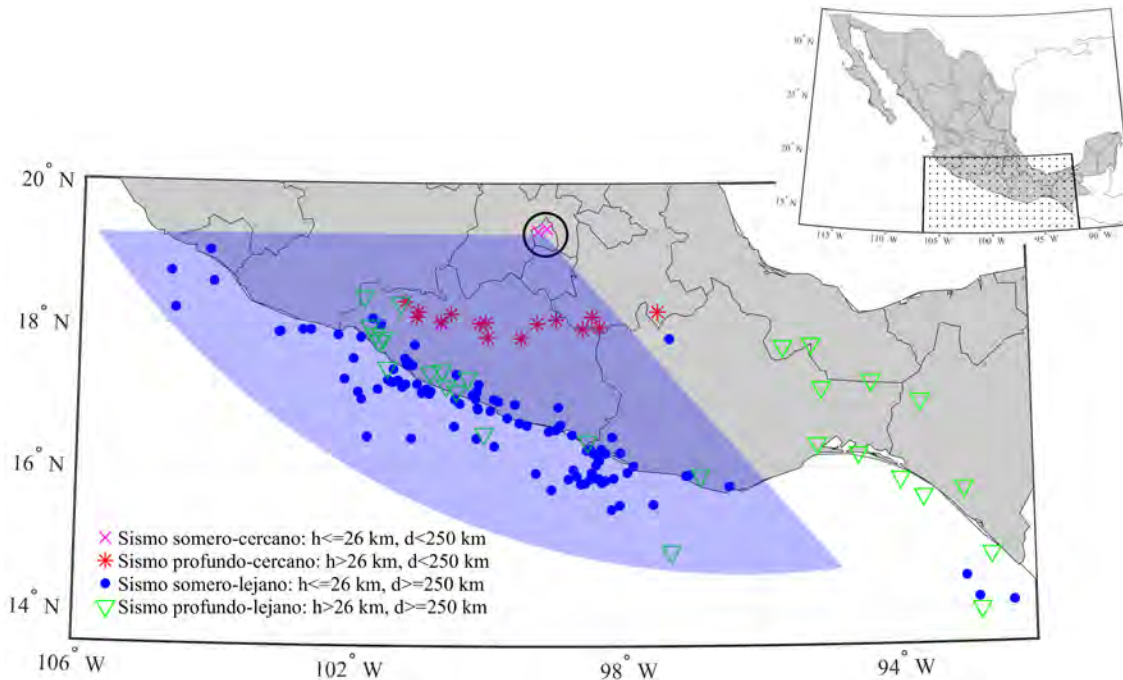 30° N
25° N
20° N
15° N
115° W
110° W
105° W
100° W
95° W
90° W
20° N
18° N
16° N
14° N
Sismo somero-cercano: h<=26 km, d<250 km
Sismo profundo-cercano: h>26 km, d<250 km
Sismo somero-lejano: h<=26 km, d>=250 km
Sismo profundo-lejano: h>26 km, d>=250 km
106° W
102° W
98° W
94° W